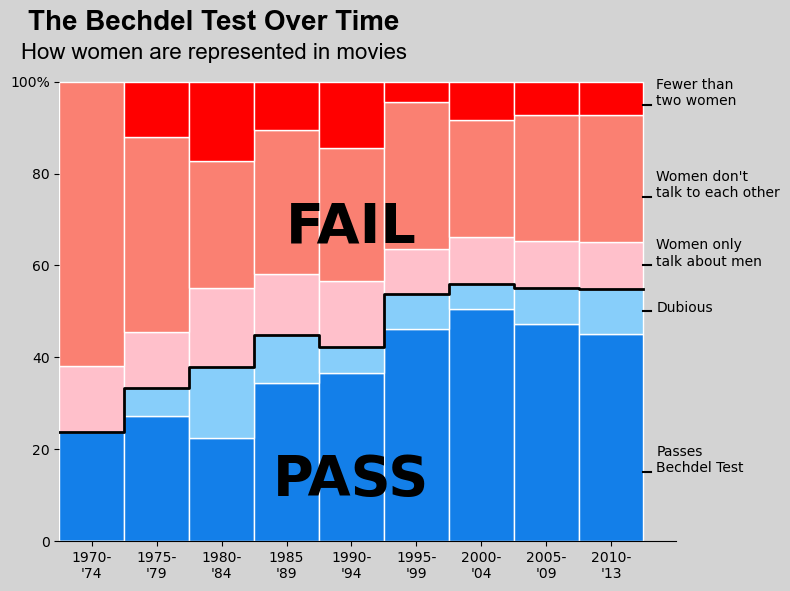 The Bechdel Test Over Time
How women are represented in movies
100%
80
60
40
20
0
FAIL
PASS
Fewer than
two women
Women don't
talk to each other
Women only
talk about men
Dubious
Passes
Bechdel Test
1970-
'74
1975-
'79
1980-
'84
1985
'89
1990-
'94
1995-
'99
2000-
'04
2005-
'09
2010-
'13